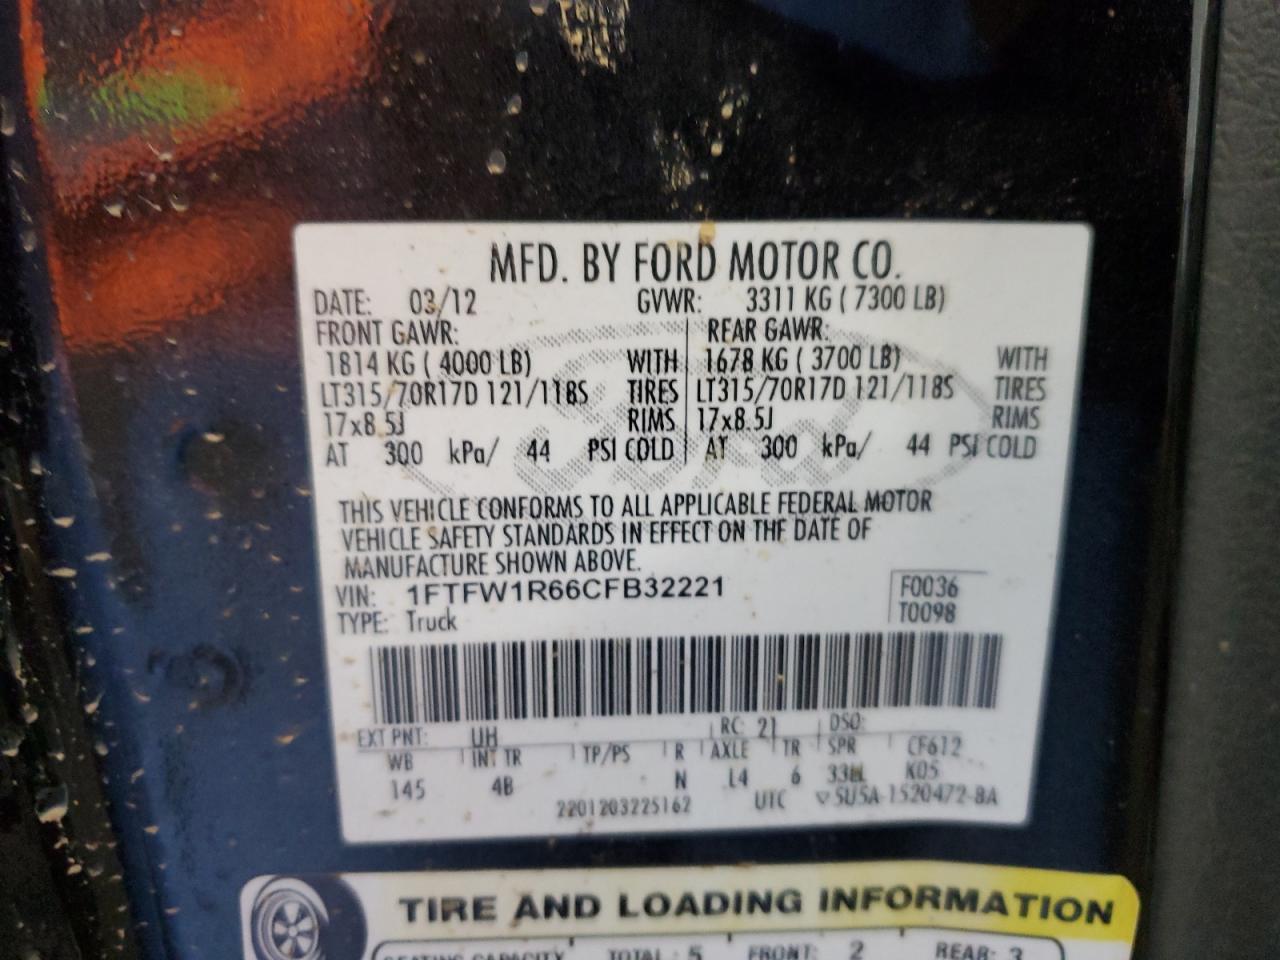 MFD. BY FORD MOTOR CO.
DATE: 03/12 GVWR: 3311 KG ( 7300 LB)
FRONT GAWR: REAR GAWR:
1814 KG ( 4000 LB) WITH 1678 KG ( 3700 LB) WITH
LT315/70R17D 121/118S TIRES LT315/70R17D 121/118S TIRES
17x8.5J RIMS 17x8.5J RIMS
AT 300 kPa/ 44 PSI COLD AT 300 kPa/ 44 PSI COLD
THIS VEHICLE CONFORMS TO ALL APPLICABLE FEDERAL MOTOR
VEHICLE SAFETY STANDARDS IN EFFECT ON THE DATE OF
MANUFACTURE SHOWN ABOVE.
VIN: 1FTFW1R66CFB32221 F0036
TYPE: Truck T0098
EXT PNT: UH RC: 21 DSO:
WB INT TR TP/PS R AXLE TR SPR CF612
145 4B N L4 6 K05
2201203225162 UTC ▽5U5A-1520472-BA
TIRE AND LOADING INFORMATION
SEATING CAPACITY TOTAL: 5 FRONT: 2 REAR: 3